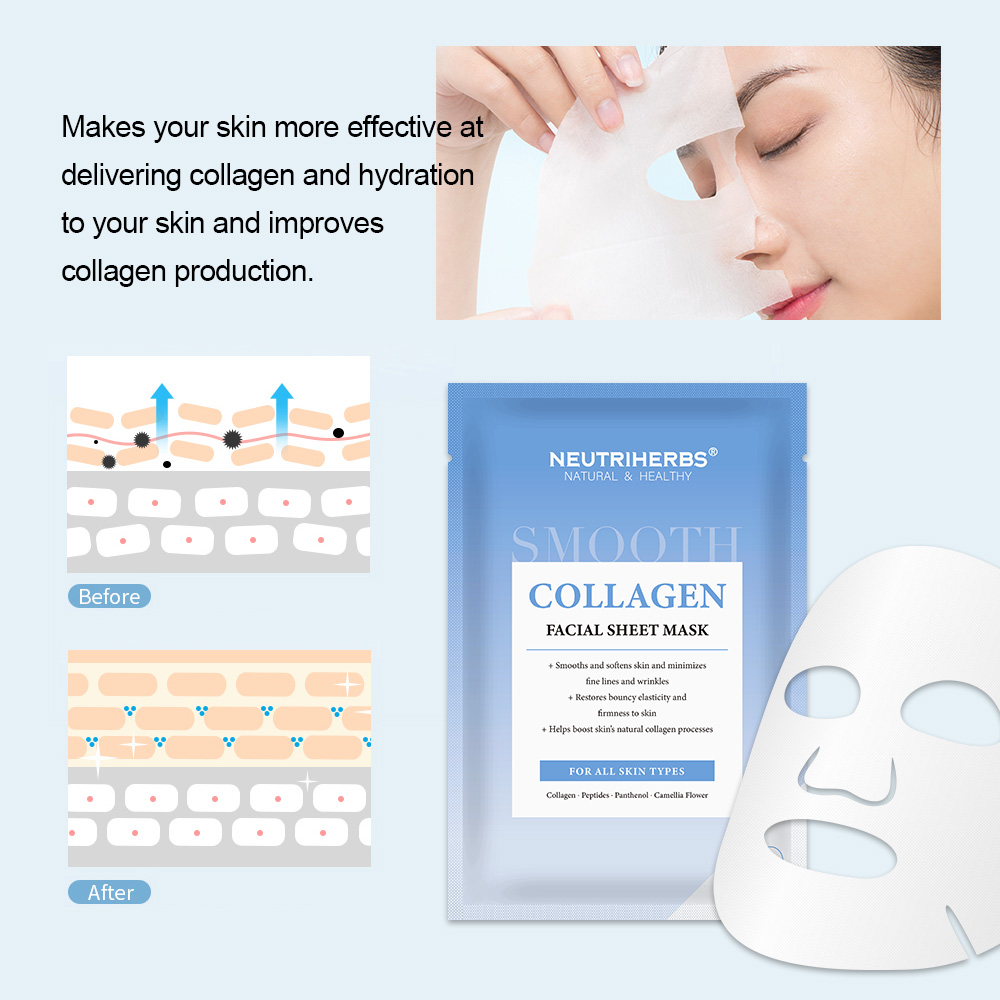 Makes your skin more effective at
delivering collagen and hydration
to your skin and improves
collagen production.
Before
After
NEUTRIHERBS®
NATURAL & HEALTHY
SMOOTH
COLLAGEN
FACIAL SHEET MASK
+ Smooths and softens skin and minimizes
fine lines and wrinkles
+ Restores bouncy elasticity and
firmness to skin
+ Helps boost skin's natural collagen processes
FOR ALL SKIN TYPES
Collagen · Peptides · Panthenol · Camellia Flower